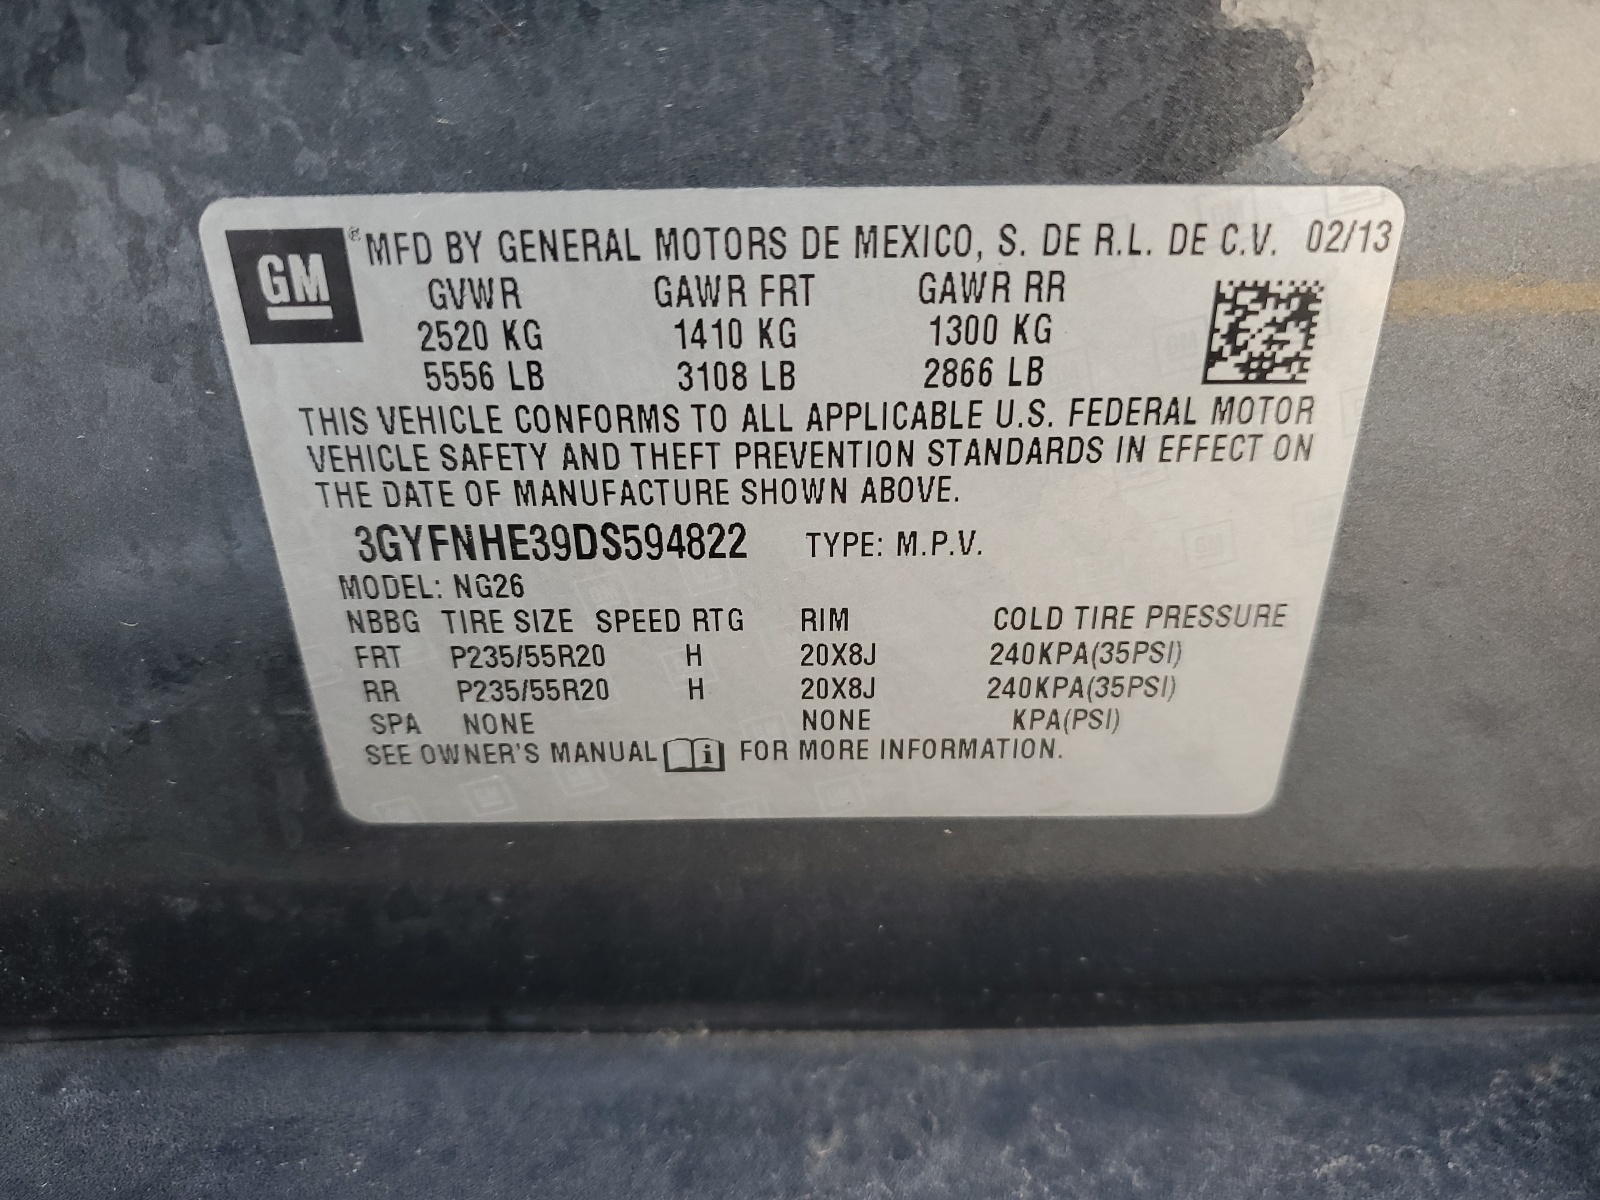 GM ® MFD BY GENERAL MOTORS DE MEXICO, S. DE R.L. DE C.V. 02/13
GVWR GAWR FRT GAWR RR
2520 KG 1410 KG 1300 KG
5556 LB 3108 LB 2866 LB
THIS VEHICLE CONFORMS TO ALL APPLICABLE U.S. FEDERAL MOTOR
VEHICLE SAFETY AND THEFT PREVENTION STANDARDS IN EFFECT ON
THE DATE OF MANUFACTURE SHOWN ABOVE.
3GYFNHE39DS594822 TYPE: M.P.V.
MODEL: NG26
NBBG TIRE SIZE SPEED RTG RIM COLD TIRE PRESSURE
FRT P235/55R20 H 20X8J 240KPA(35PSI)
RR P235/55R20 H 20X8J 240KPA(35PSI)
SPA NONE NONE KPA(PSI)
SEE OWNER'S MANUAL i FOR MORE INFORMATION.